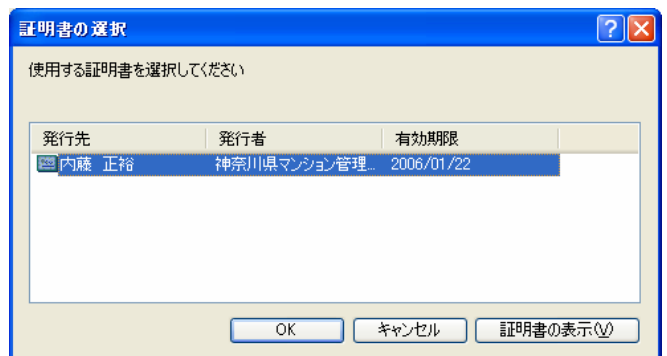 証明書の選択
使用する証明書を選択してください
発行先 発行者 有効期限
内藤 正裕 神奈川県マンション管理... 2006/01/22
OK キャンセル 証明書の表示(V)